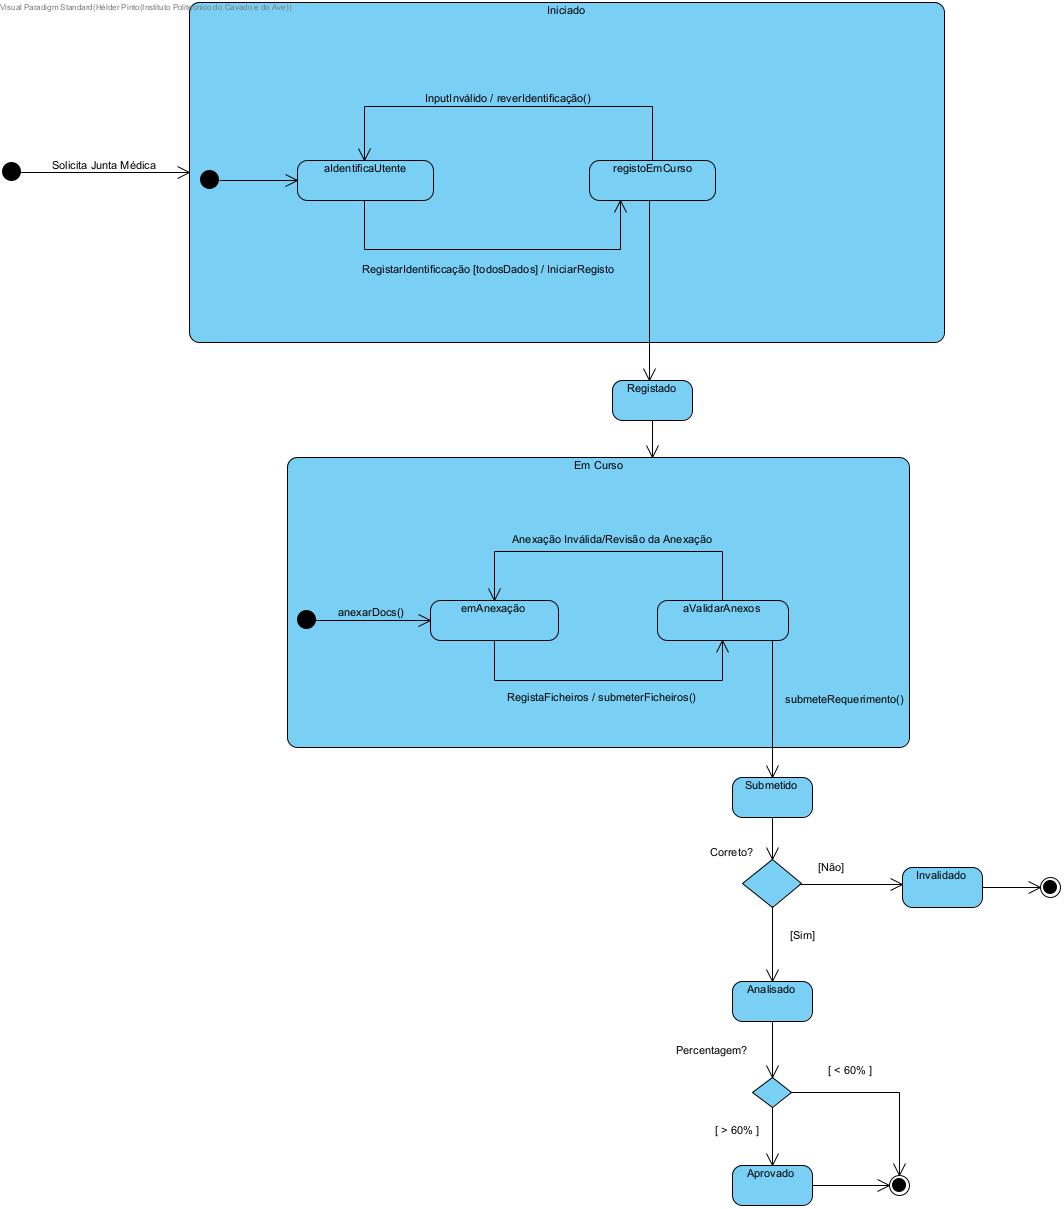 Visual Paradigm Standard(Hélder Pinto(Instituto Politécnico do Cavado e do Ave))
Iniciado
InputInválido / reverIdentificação()
Solicita Junta Médica
aIdentificaUtente
registoEmCurso
RegistarIdentificcação [todosDados] / IniciarRegisto
Registado
Em Curso
Anexação Inválida/Revisão da Anexação
anexarDocs()
emAnexação
aValidarAnexos
RegistaFicheiros / submeterFicheiros()
submeteRequerimento()
Submetido
Correto?
[Não]
Invalidado
[Sim]
Analisado
Percentagem?
[ < 60% ]
[ > 60% ]
Aprovado